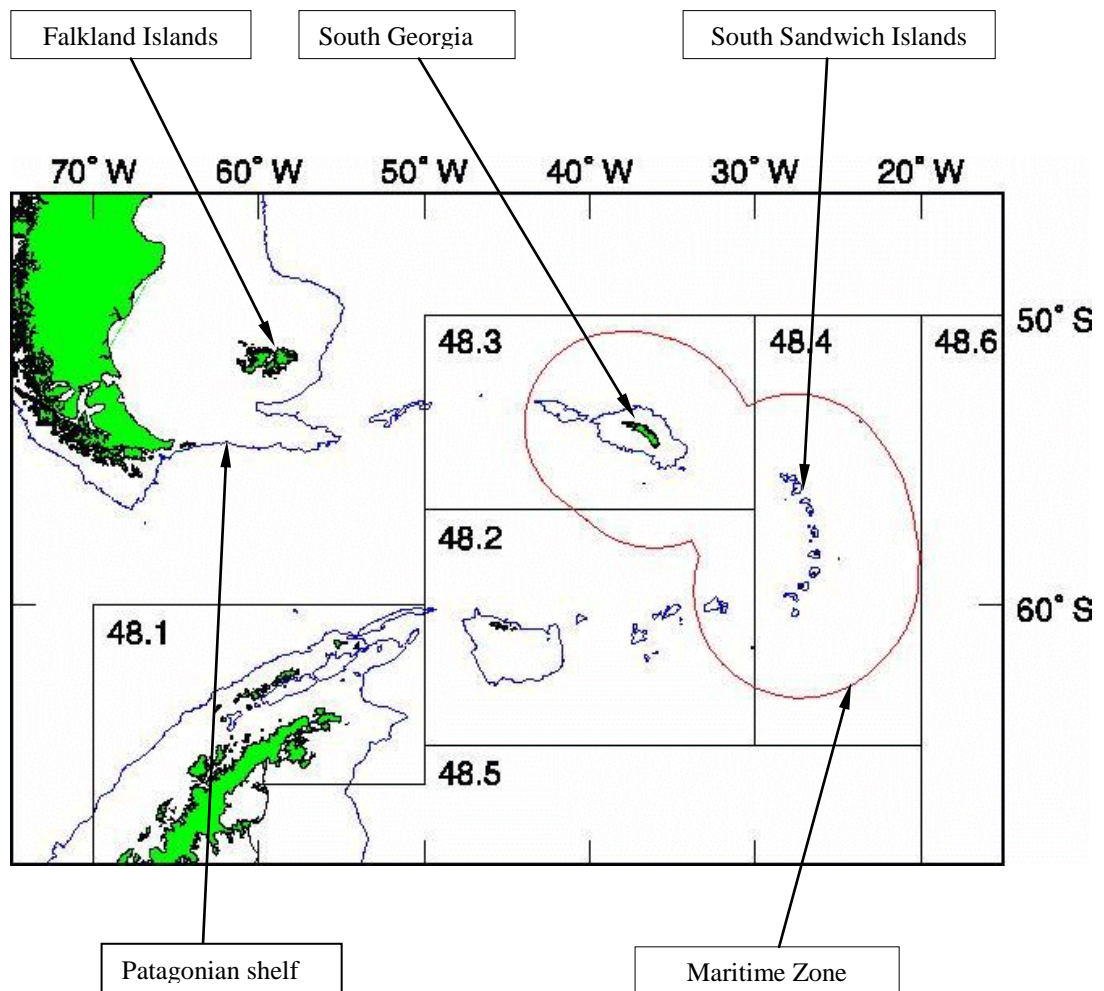 Falkland Islands
South Georgia
South Sandwich Islands
70° W
60° W
50° W
40° W
30° W
20° W
50° S
48.3
48.4
48.6
48.2
60° S
48.1
48.5
Patagonian shelf
Maritime Zone